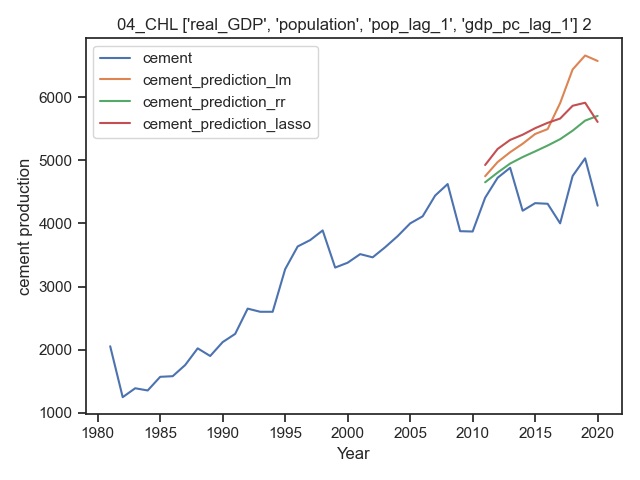 04_CHL ['real_GDP', 'population', 'pop_lag_1', 'gdp_pc_lag_1'] 2
cement
cement_prediction_lm
cement_prediction_rr
cement_prediction_lasso
cement production
6000
5000
4000
3000
2000
1000
1980 1985 1990 1995 2000 2005 2010 2015 2020
Year